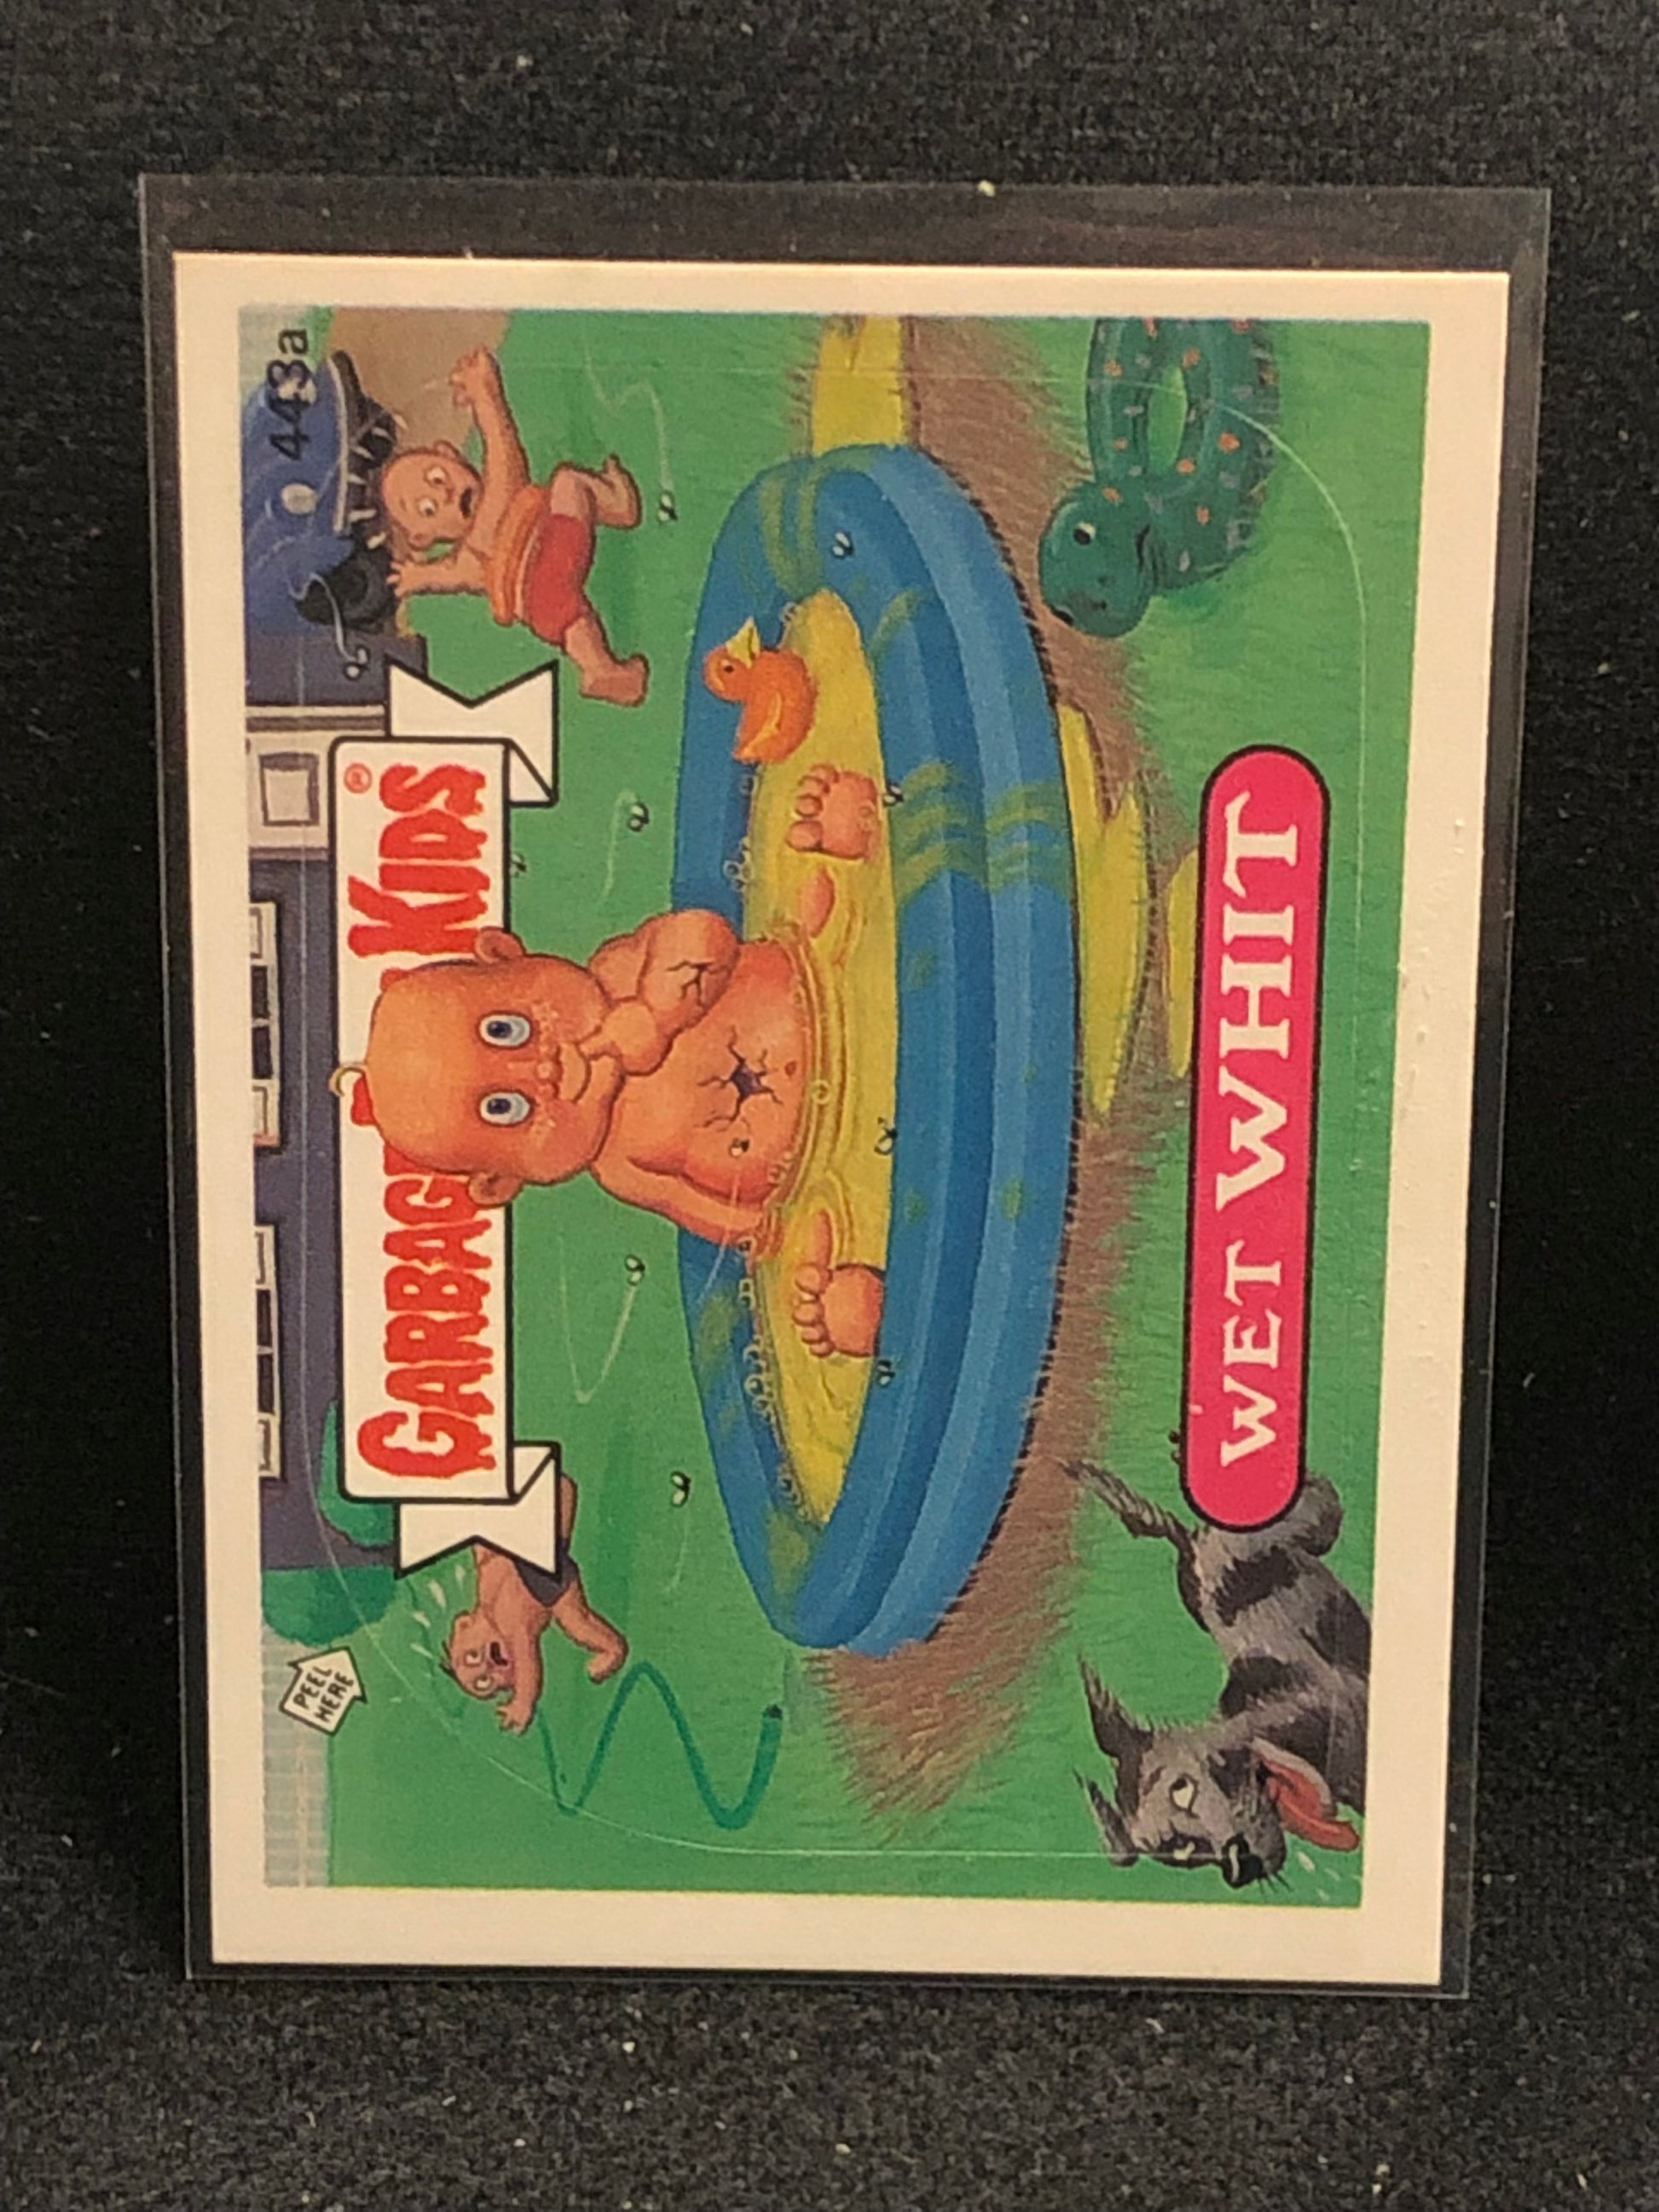 443a
GARBAGE KIDS®
PEEL
HERE
WET WHIT